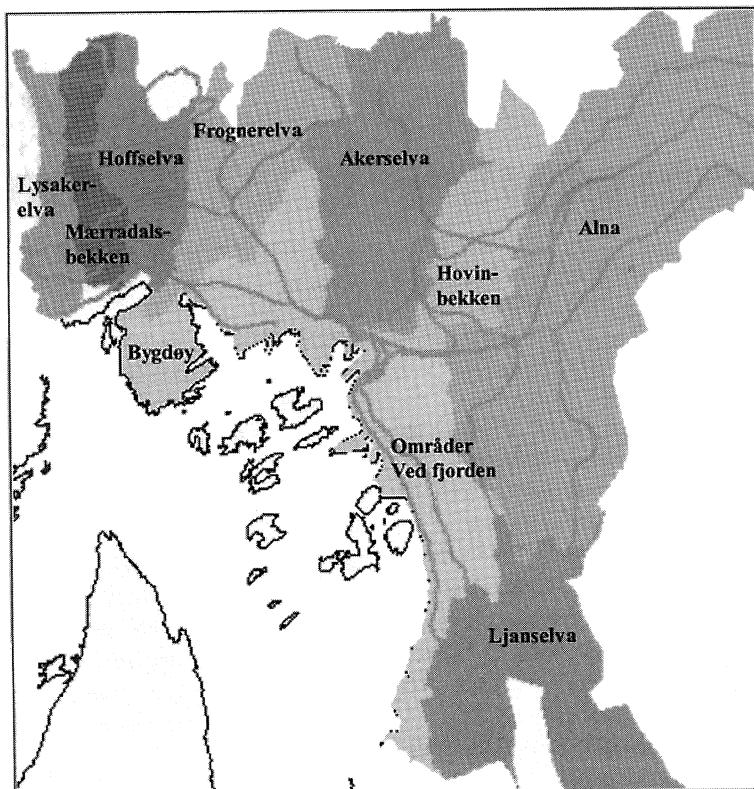 Frognerelva
Hoffselva
Akerselva
Lysaker-
elva
Mærradals-
bekken
Alna
Hovin-
bekken
Bygdøy
Områder
Ved fjorden
Ljanselva